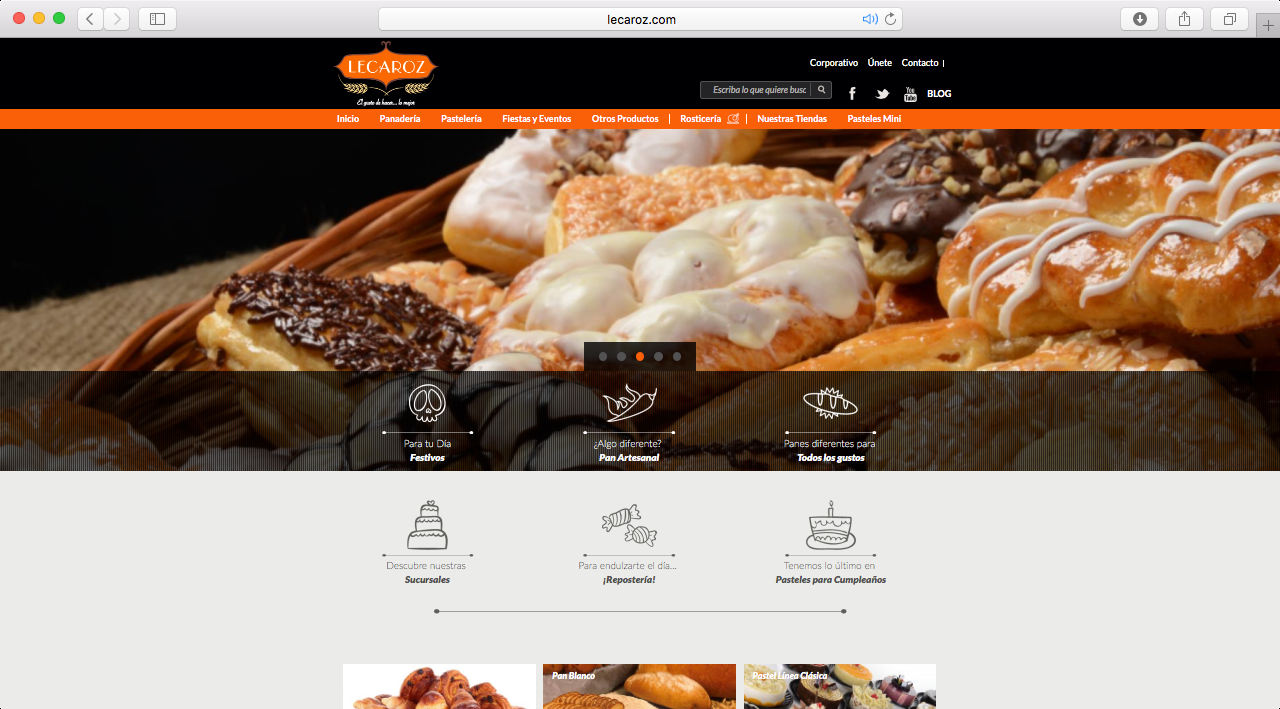 lecaroz.com
LECAROZ
El gusto de hacer... lo mejor
Corporativo Únete Contacto
Escriba lo que quiere busc
You
Tube
BLOG
Inicio Panadería Pastelería Fiestas y Eventos Otros Productos Rosticería Nuestras Tiendas Pasteles Mini
Para tu Día
Festivos
¿Algo diferente?
Pan Artesanal
Panes diferentes para
Todos los gustos
Descubre nuestras
Sucursales
Para endulzarte el día...
¡Repostería!
Tenemos lo último en
Pasteles para Cumpleaños
Pan Blanco
Pastel Línea Clásica